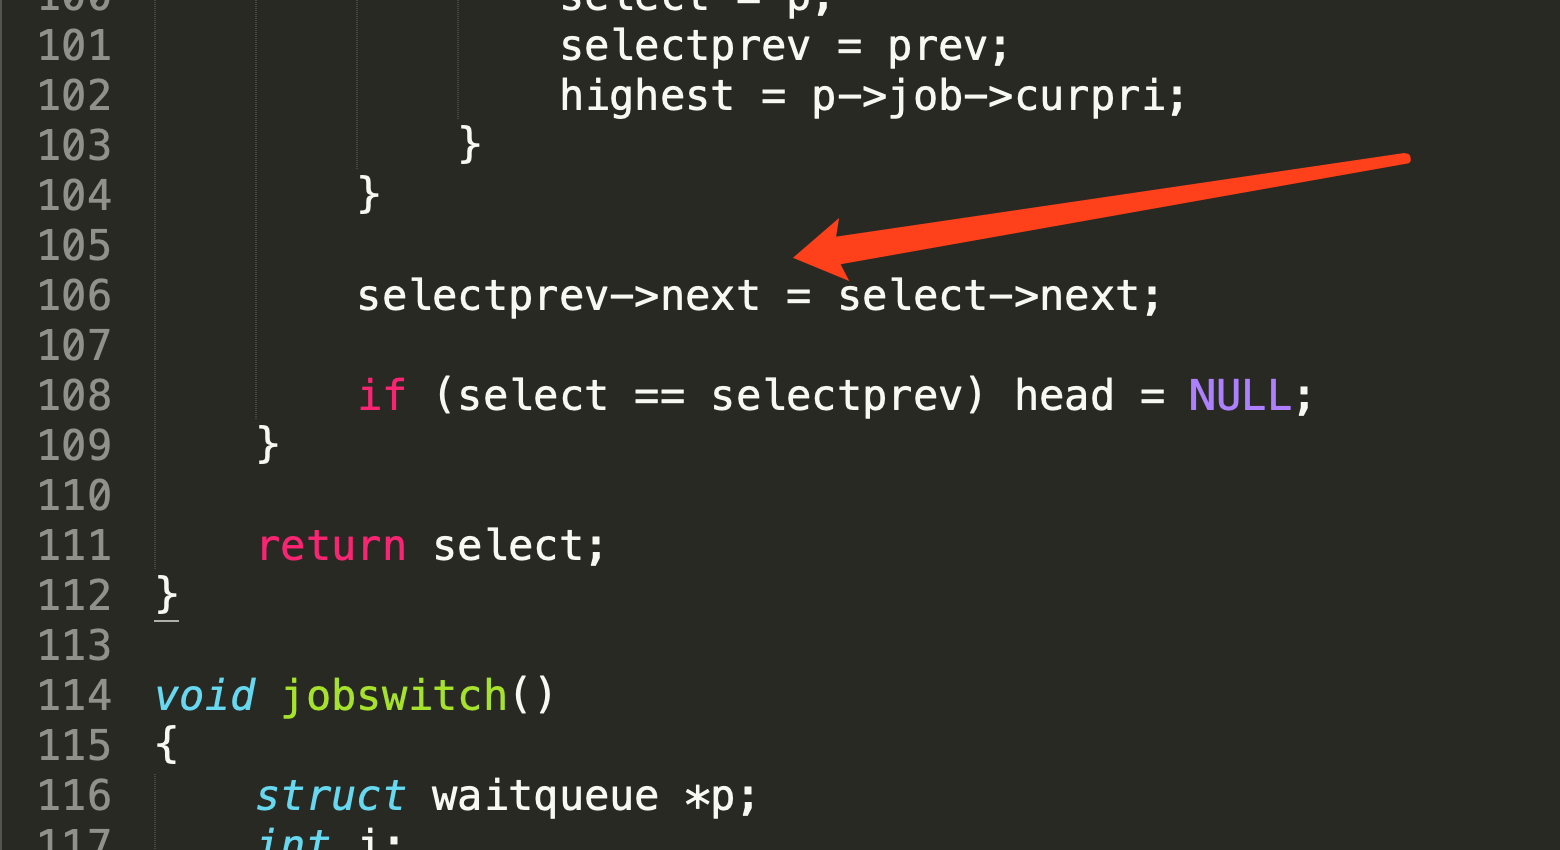 100 select = p;
101 selectprev = prev;
102 highest = p->job->curpri;
103 }
104 }
105
106 selectprev->next = select->next;
107
108 if (select == selectprev) head = NULL;
109 }
110
111 return select;
112 }
113
114 void jobswitch()
115 {
116 struct waitqueue *p;
117 int i;